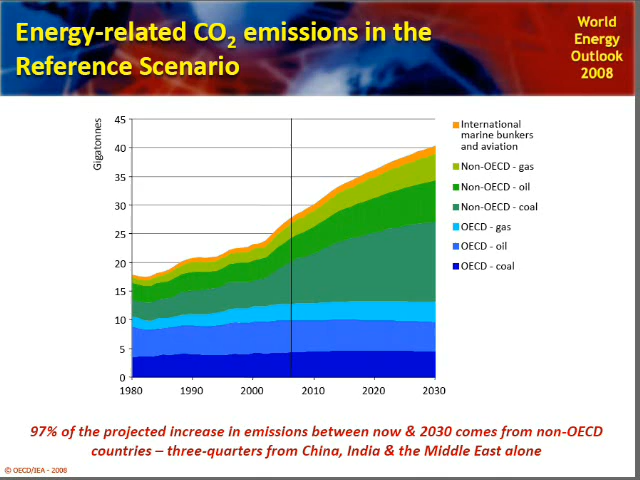 Energy-related CO2 emissions in the
Reference Scenario
World
Energy
Outlook
2008
Gigatonnes
45
40
35
30
25
20
15
10
5
0
1980
1990
2000
2010
2020
2030
International
marine bunkers
and aviation
Non-OECD - gas
Non-OECD - oil
Non-OECD - coal
OECD - gas
OECD - oil
OECD - coal
97% of the projected increase in emissions between now & 2030 comes from non-OECD
countries – three-quarters from China, India & the Middle East alone
© OECD/IEA - 2008